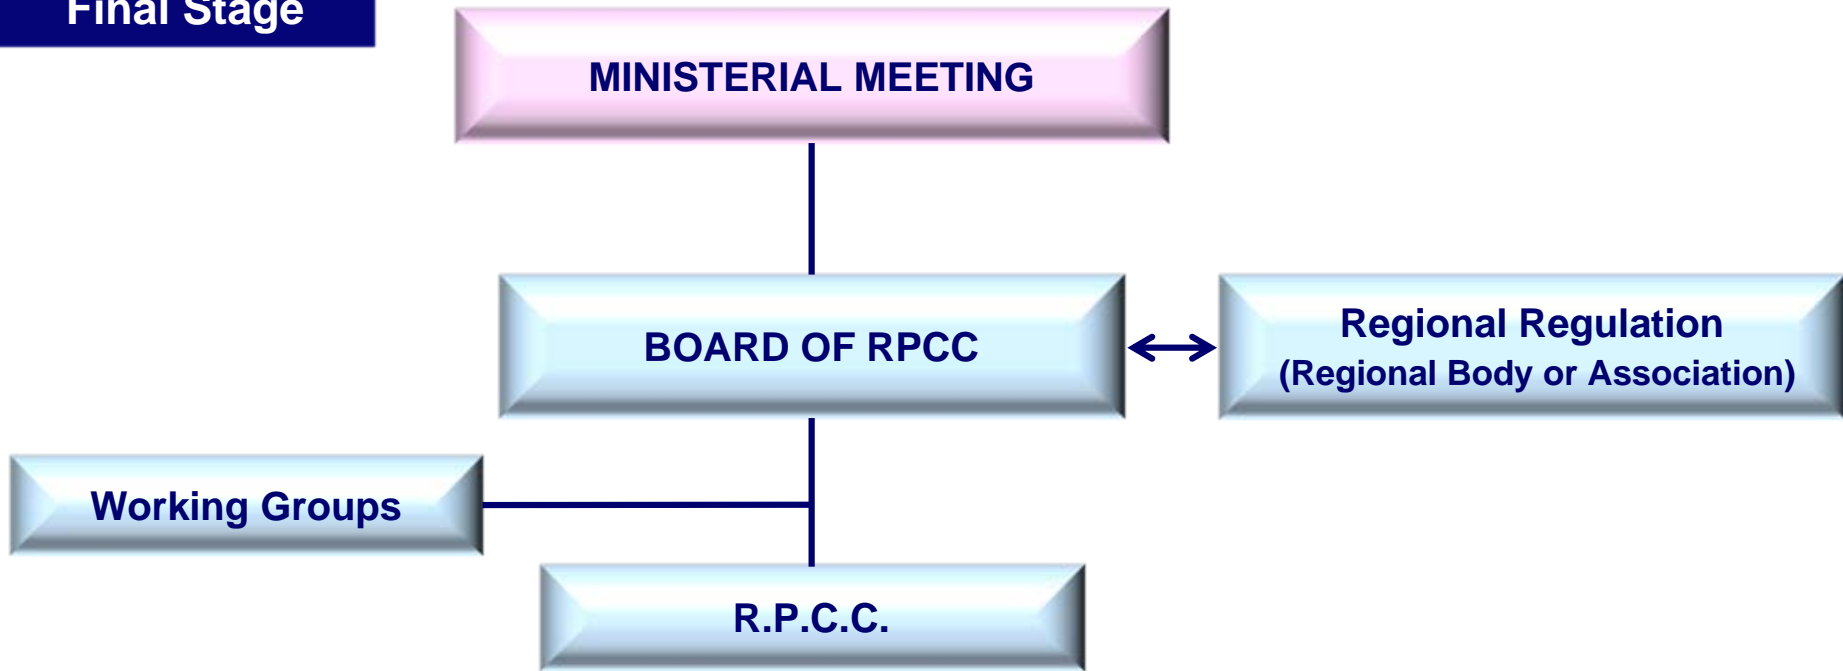 Final Stage
MINISTERIAL MEETING
BOARD OF RPCC
Regional Regulation
(Regional Body or Association)
Working Groups
R.P.C.C.